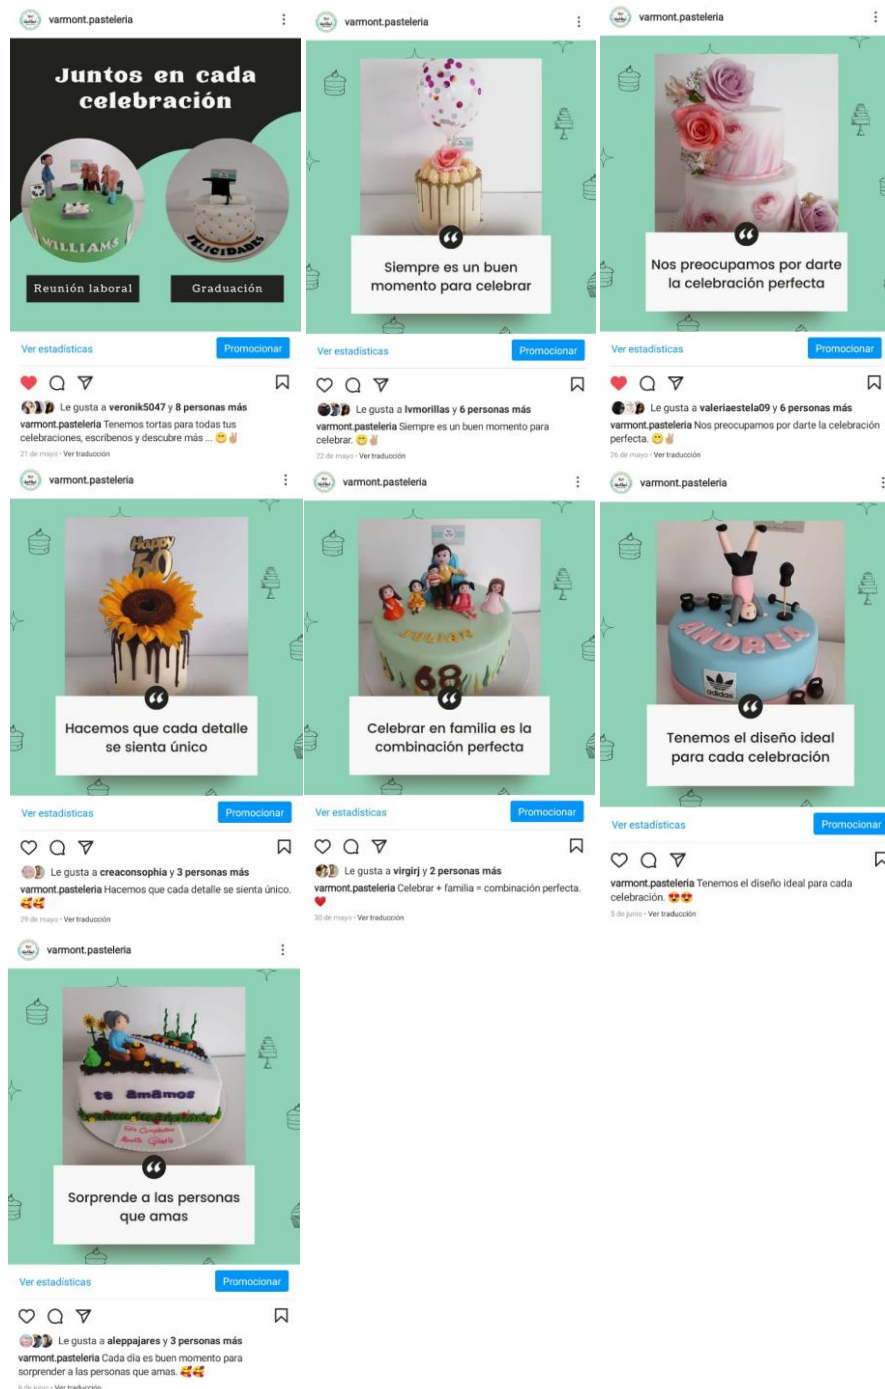 varmont.pasteleria
Juntos en cada
celebración
WILLIAMS
FELICIDADES
Reunión laboral
Graduación
Ver estadísticas
Promocionar
Le gusta a veronik5047 y 8 personas más
varmont.pasteleria Tenemos tortas para todas tus
celebraciones, escríbenos y descubre más ... 😁✌🏼
21 de mayo · Ver traducción
varmont.pasteleria
Siempre es un buen
momento para celebrar
Ver estadísticas
Promocionar
Le gusta a lvmorillas y 6 personas más
varmont.pasteleria Siempre es un buen momento para
celebrar. 😁✌🏼
22 de mayo · Ver traducción
varmont.pasteleria
Nos preocupamos por darte
la celebración perfecta
Ver estadísticas
Promocionar
Le gusta a valeriaestela09 y 6 personas más
varmont.pasteleria Nos preocupamos por darte la celebración
perfecta. 😁✌🏼
26 de mayo · Ver traducción
varmont.pasteleria
Happy
50
Hacemos que cada detalle
se sienta único
Ver estadísticas
Promocionar
Le gusta a creaconsophia y 3 personas más
varmont.pasteleria Hacemos que cada detalle se sienta único.
🥰🥰
29 de mayo · Ver traducción
varmont.pasteleria
JULIAN
68
Celebrar en familia es la
combinación perfecta
Ver estadísticas
Promocionar
Le gusta a virgirj y 2 personas más
varmont.pasteleria Celebrar + familia = combinación perfecta.
❤️
30 de mayo · Ver traducción
varmont.pasteleria
ANDREA
adidas
Tenemos el diseño ideal
para cada celebración
Ver estadísticas
Promocionar
varmont.pasteleria Tenemos el diseño ideal para cada
celebración. 😍😍
5 de junio · Ver traducción
varmont.pasteleria
te amamos
Feliz Cumpleaños
Abuelita
Sorprende a las personas
que amas
Ver estadísticas
Promocionar
Le gusta a aleppajares y 3 personas más
varmont.pasteleria Cada día es buen momento para
sorprender a las personas que amas. 🥰🥰
6 de junio · Ver traducción